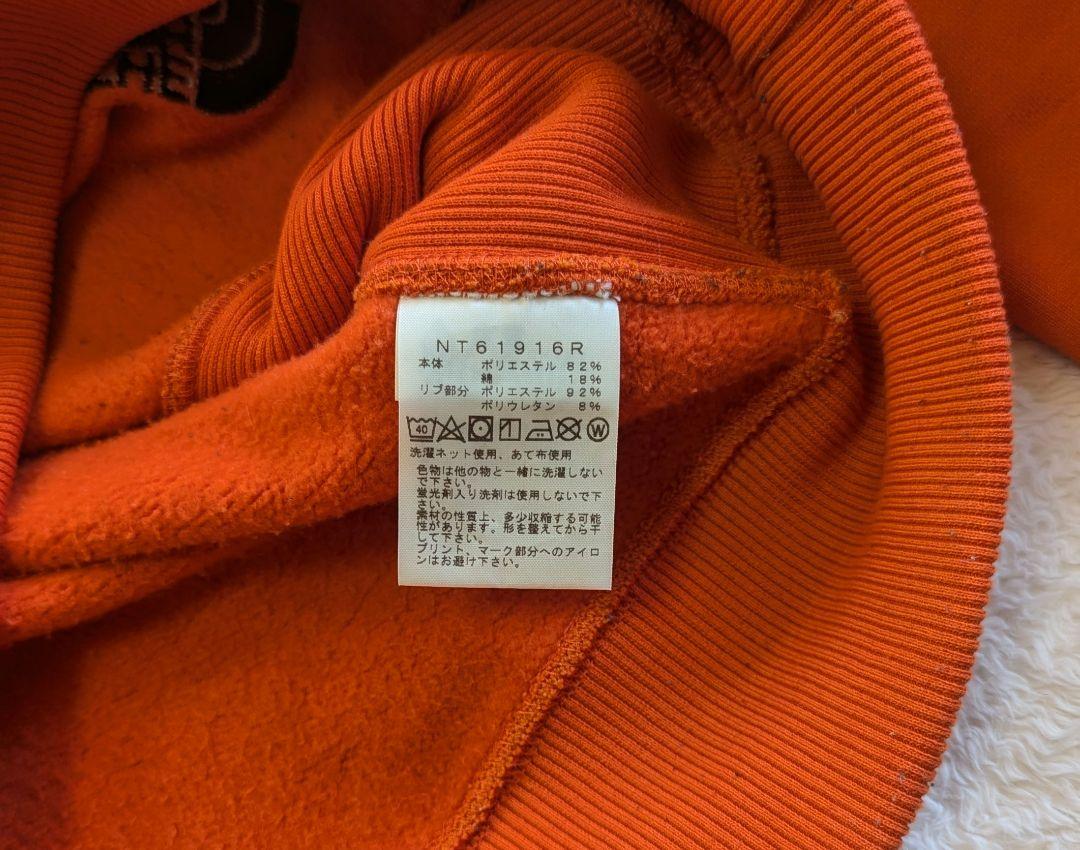 NT61916R
本体 ポリエステル 82%
綿 18%
リブ部分 ポリエステル 92%
ポリウレタン 8%
40 W
洗濯ネット使用、あて布使用
色物は他の物と一緒に洗濯しない
で下さい。
蛍光剤入り洗剤は使用しないで下
さい。
素材の性質上、多少収縮する可能
性があります。形を整えてから干
して下さい。
プリント、マーク部分へのアイロ
ンはお避け下さい。